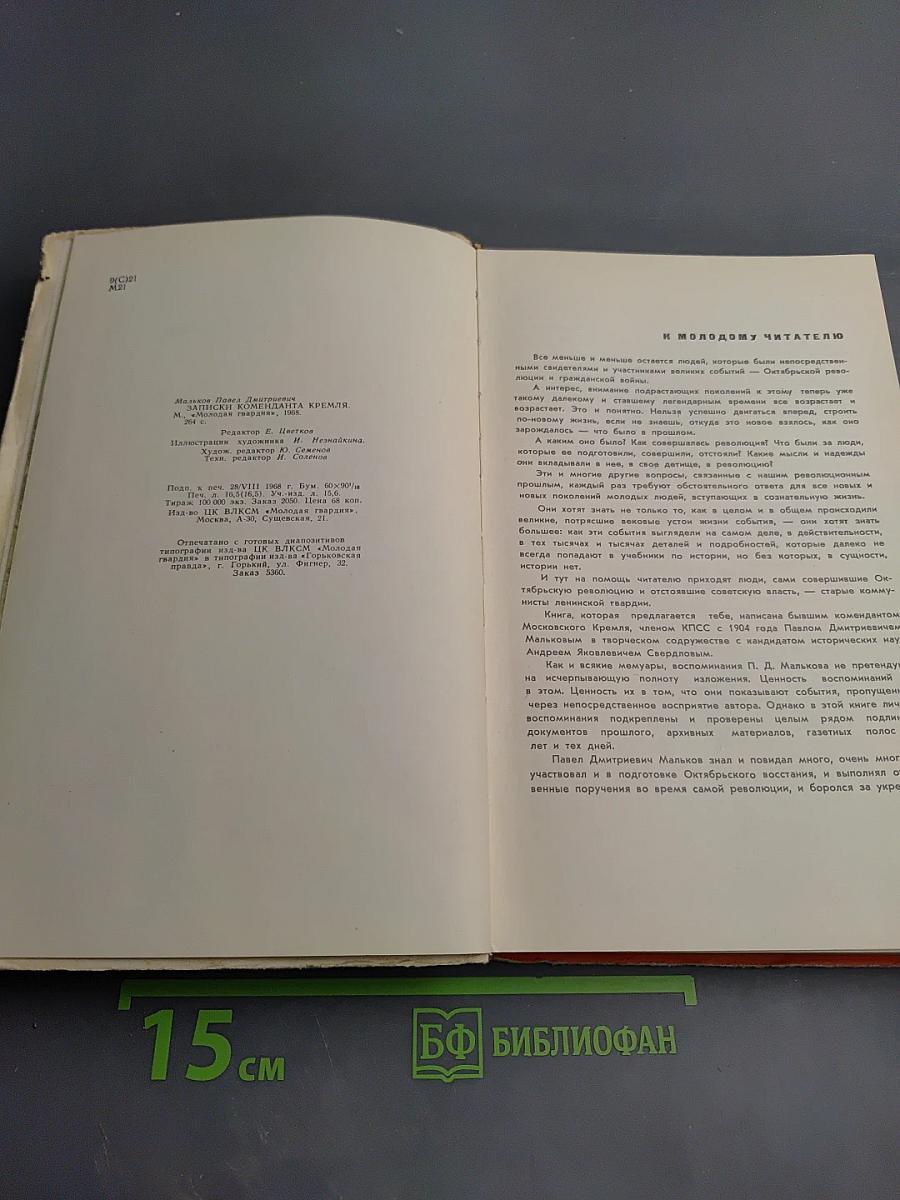 9(С)21
М21
Мальков Павел Дмитриевич
ЗАПИСКИ КОМЕНДАНТА КРЕМЛЯ.
М., «Молодая гвардия», 1968.
264 с.
Редактор Е. Цветков
Иллюстрации художника И. Незнайкина.
Худож. редактор Ю. Семенов
Техн. редактор И. Соленов
Подп. к печ. 28/VIII 1968 г. Бум. 60×90¹/₁₆
Печ. л. 16,5(16,5). Уч.-изд. л. 15,6.
Тираж 100 000 экз. Заказ 2050. Цена 68 коп.
Изд-во ЦК ВЛКСМ «Молодая гвардия»,
Москва, А-30, Сущевская, 21.
Отпечатано с готовых диапозитивов
типографии изд-ва ЦК ВЛКСМ «Молодая
гвардия» в типографии изд-ва «Горьковская
правда», г. Горький, ул. Фигнер, 32.
Заказ 5360.
К МОЛОДОМУ ЧИТАТЕЛЮ
Все меньше и меньше остается людей, которые были непосредствен-
ными свидетелями и участниками великих событий — Октябрьской рево-
люции и гражданской войны.
А интерес, внимание подрастающих поколений к этому теперь уже
такому далекому и ставшему легендарным времени все возрастает и
возрастает. Это и понятно. Нельзя успешно двигаться вперед, строить
по-новому жизнь, если не знаешь, откуда это новое взялось, как оно
зарождалось — что было в прошлом.
А каким оно было? Как совершалась революция? Что были за люди,
которые ее подготовили, совершили, отстояли? Какие мысли и надежды
они вкладывали в нее, в свое детище, в революцию?
Эти и многие другие вопросы, связанные с нашим революционным
прошлым, каждый раз требуют обстоятельного ответа для все новых и
новых поколений молодых людей, вступающих в сознательную жизнь.
Они хотят знать не только то, как в целом и в общем происходили
великие, потрясшие вековые устои жизни события, — они хотят знать
большее: как эти события выглядели на самом деле, в действительности,
в тех тысячах и тысячах деталей и подробностей, которые далеко не
всегда попадают в учебники по истории, но без которых, в сущности,
истории нет.
И тут на помощь читателю приходят люди, сами совершившие Ок-
тябрьскую революцию и отстоявшие советскую власть, — старые комму-
нисты ленинской гвардии.
Книга, которая предлагается тебе, написана бывшим комендантом
Московского Кремля, членом КПСС с 1904 года Павлом Дмитриевичем
Мальковым в творческом содружестве с кандидатом исторических нау
Андреем Яковлевичем Свердловым.
Как и всякие мемуары, воспоминания П. Д. Малькова не претендую
на исчерпывающую полноту изложения. Ценность воспоминаний
в этом. Ценность их в том, что они показывают события, пропущенн
через непосредственное восприятие автора. Однако в этой книге лич
воспоминания подкреплены и проверены целым рядом подлин
документов прошлого, архивных материалов, газетных полос
лет и тех дней.
Павел Дмитриевич Мальков знал и повидал много, очень мног
участвовал и в подготовке Октябрьского восстания, и выполнял от
венные поручения во время самой революции, и боролся за укре
15 см
БФ БИБЛИОФАН